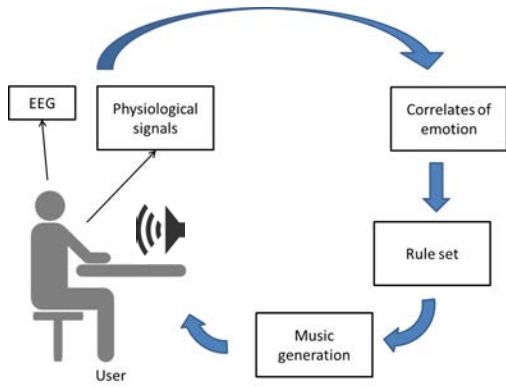 EEG
Physiological
signals
Correlates of
emotion
Rule set
Music
generation
User